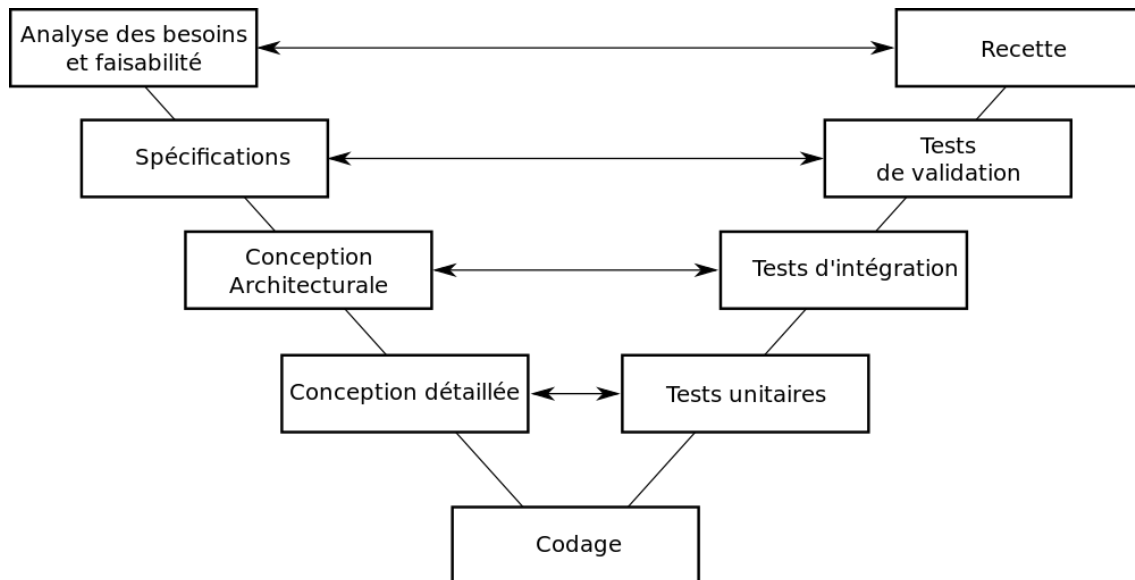 Analyse des besoins
et faisabilité
Recette
Spécifications
Tests
de validation
Conception
Architecturale
Tests d'intégration
Conception détaillée
Tests unitaires
Codage